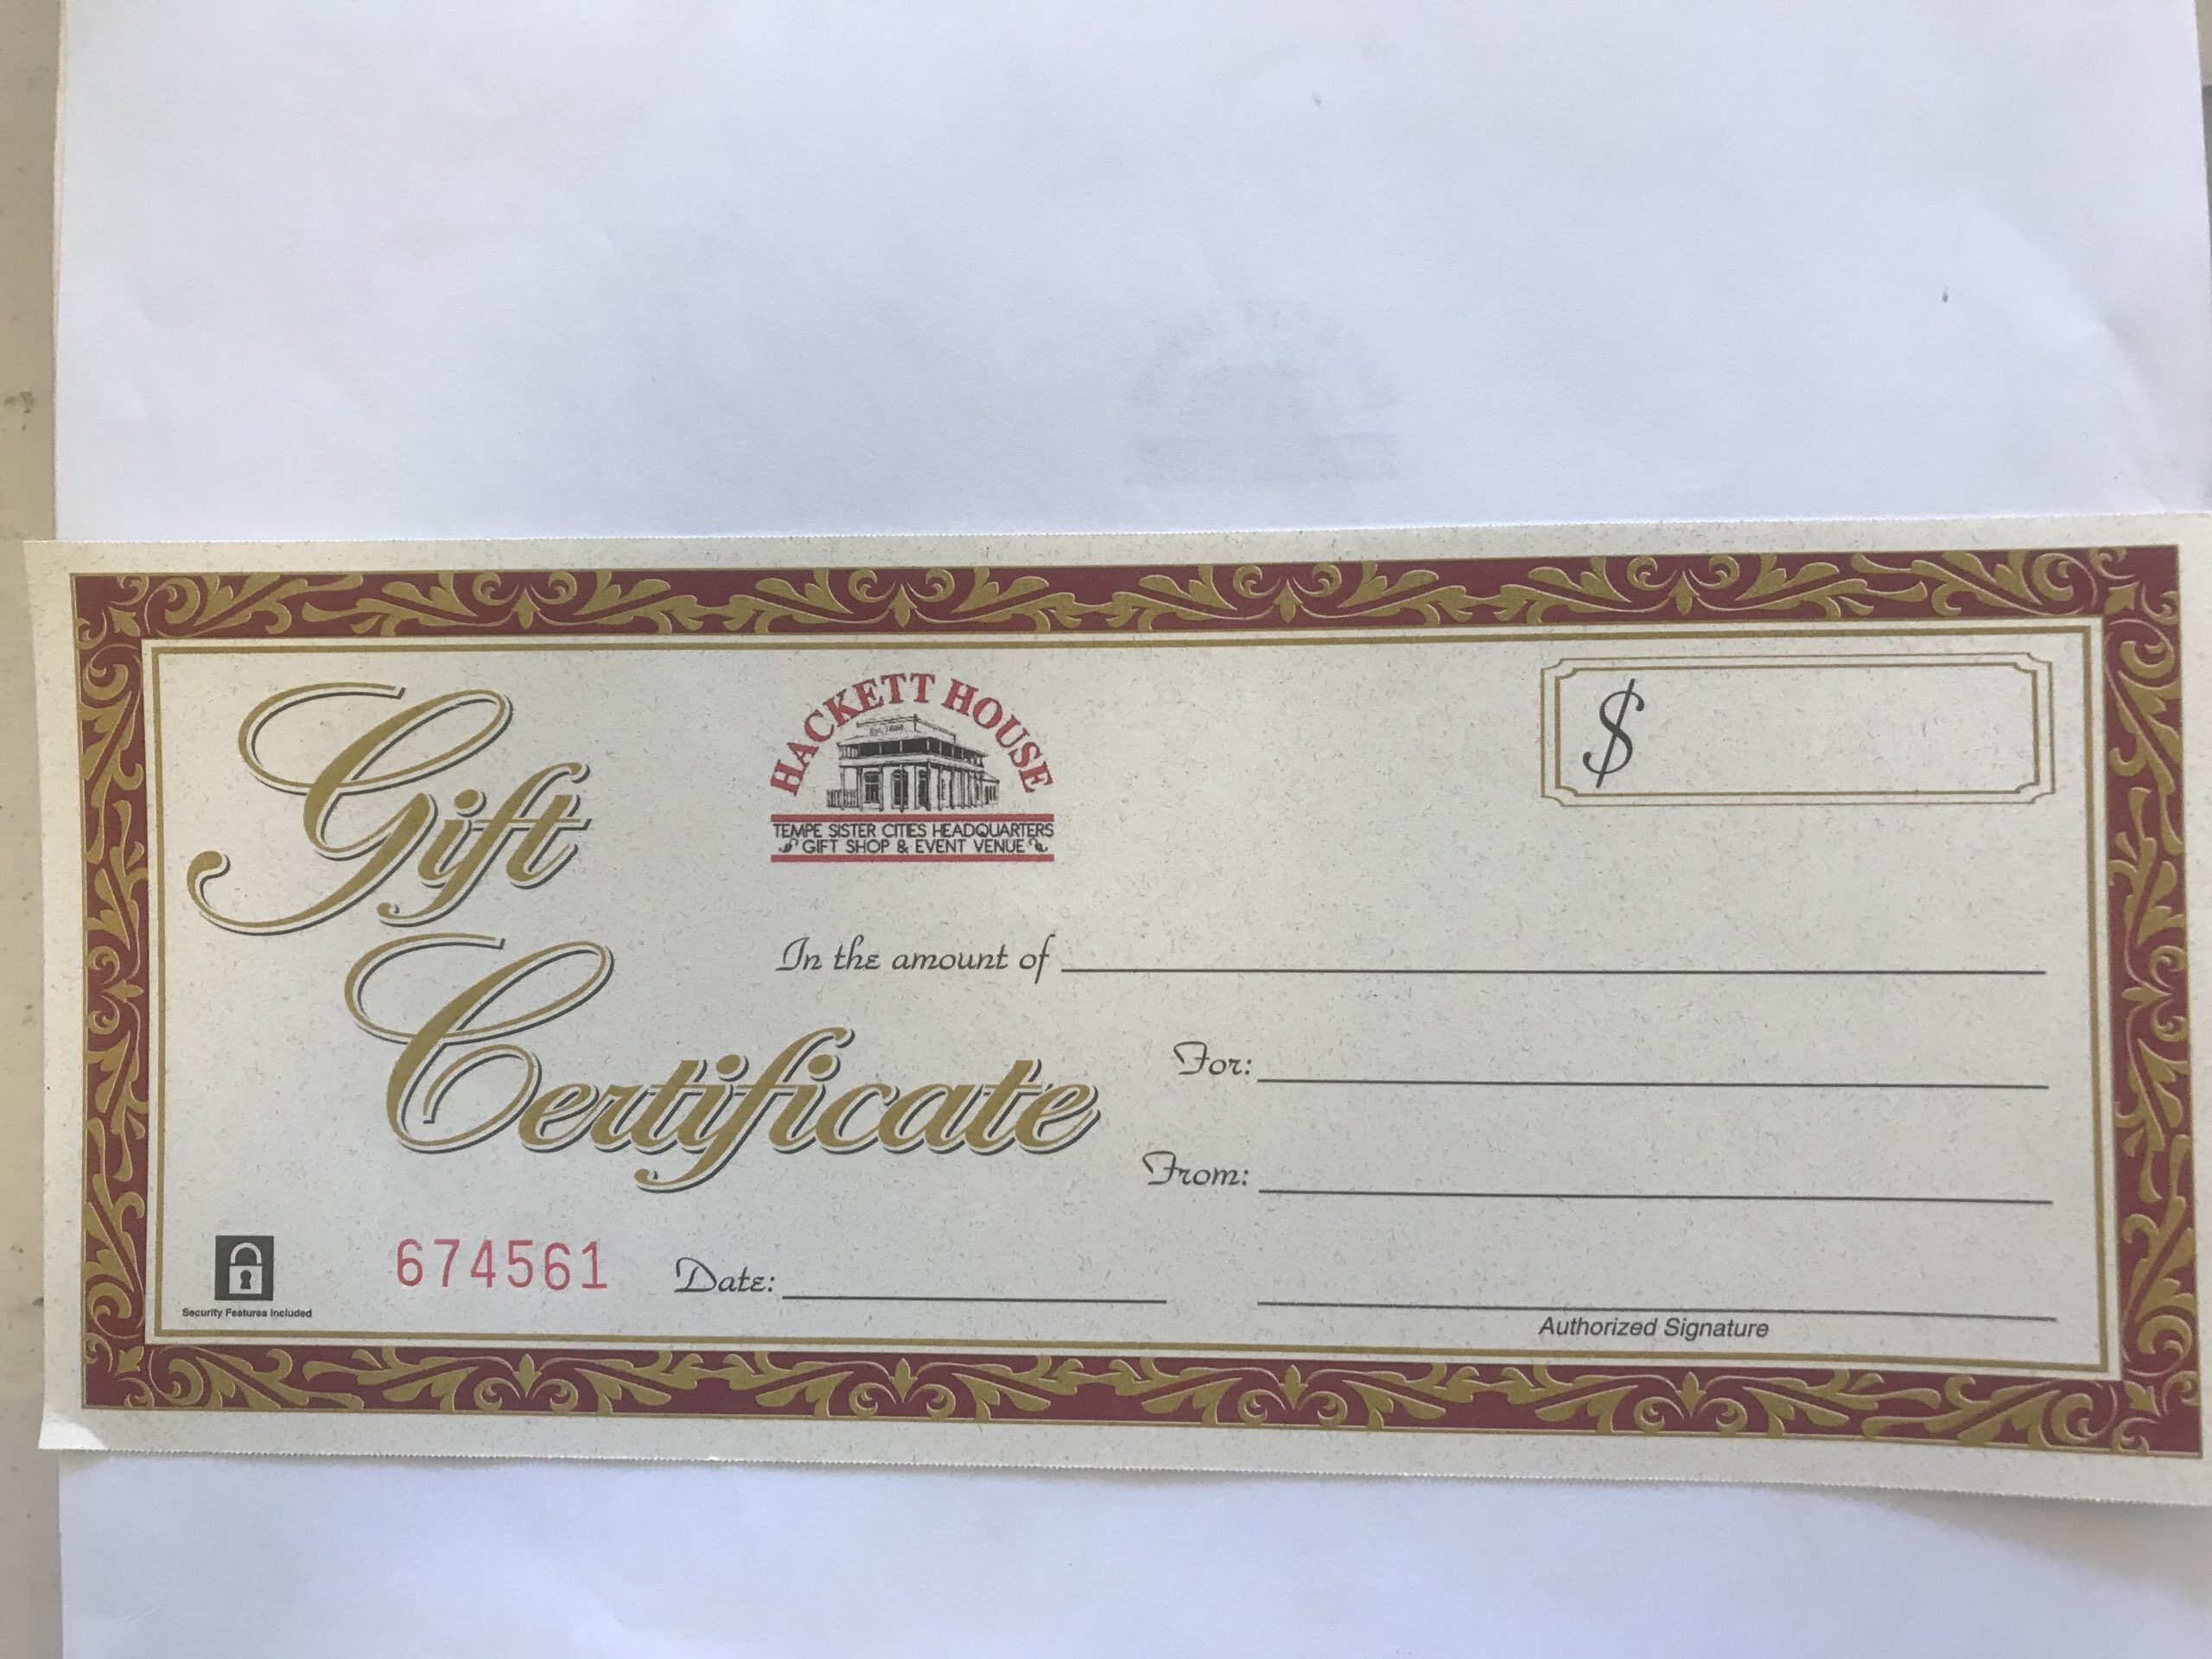 Gift
Certificate
HACKETT HOUSE
TEMPE SISTER CITIES HEADQUARTERS
GIFT SHOP & EVENT VENUE
$
In the amount of
For:
From:
Security Features Included
674561
Date:
Authorized Signature